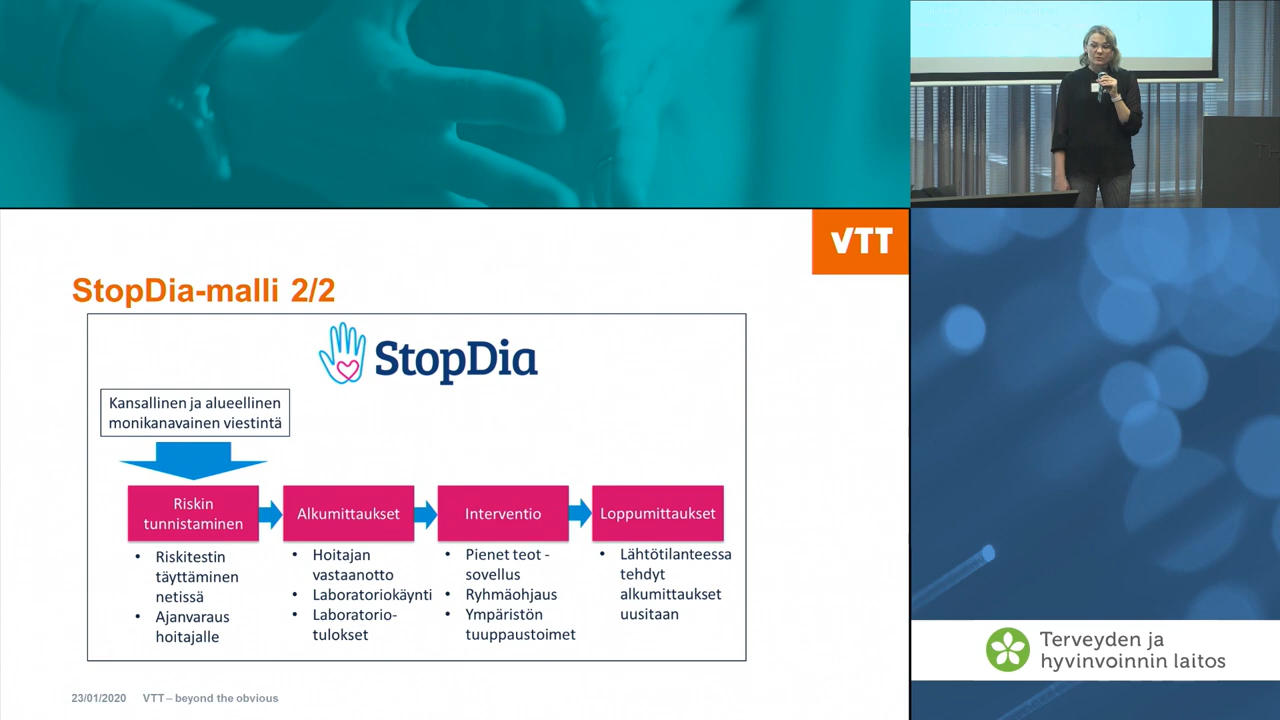 VTT
StopDia-malli 2/2
StopDia
Kansallinen ja alueellinen
monikanavainen viestintä
Riskin
tunnistaminen
Alkumittaukset
Interventio
Loppumittaukset
• Riskitestin
täyttäminen
netissä
• Ajanvaraus
hoitajalle
• Hoitajan
vastaanotto
• Laboratoriokäynti
• Laboratorio-
tulokset
• Pienet teot -
sovellus
• Ryhmäohjaus
• Ympäristön
tuuppaustoimet
• Lähtötilanteessa
tehdyt
alkumittaukset
uusitaan
23/01/2020 VTT – beyond the obvious
Terveyden ja
hyvinvoinnin laitos